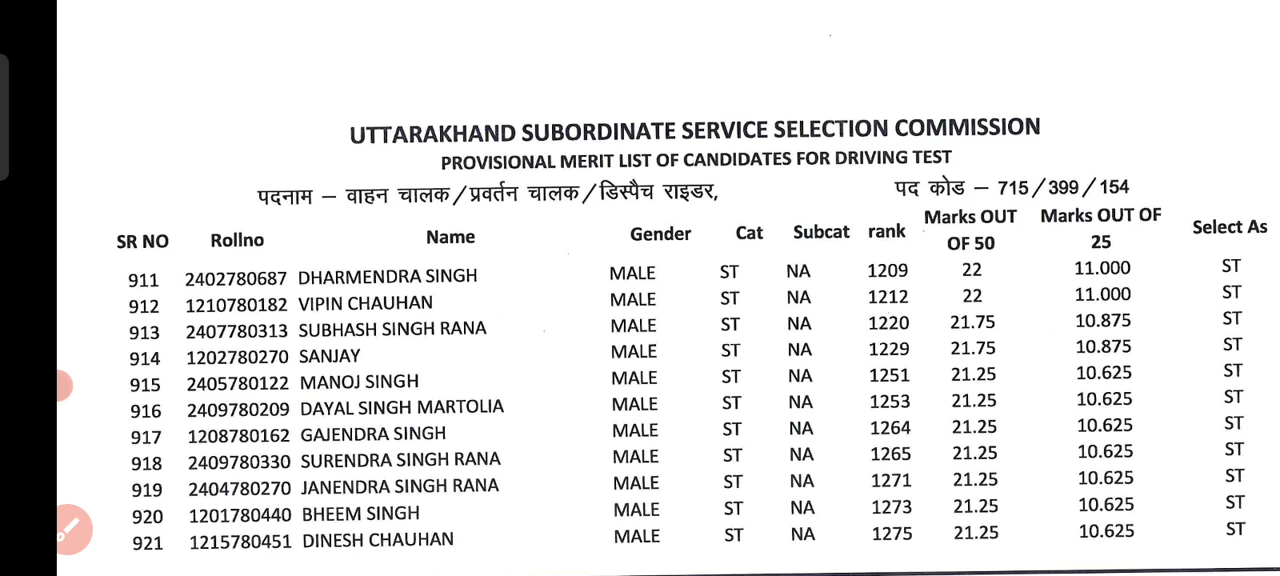 UTTARAKHAND SUBORDINATE SERVICE SELECTION COMMISSION
PROVISIONAL MERIT LIST OF CANDIDATES FOR DRIVING TEST
पदनाम – वाहन चालक / प्रवर्तन चालक / डिस्पैच राइडर, पद कोड – 715 / 399 / 154
SR NO Rollno Name Gender Cat Subcat rank Marks OUT OF 50 Marks OUT OF 25 Select As
911 2402780687 DHARMENDRA SINGH MALE ST NA 1209 22 11.000 ST
912 1210780182 VIPIN CHAUHAN MALE ST NA 1212 22 11.000 ST
913 2407780313 SUBHASH SINGH RANA MALE ST NA 1220 21.75 10.875 ST
914 1202780270 SANJAY MALE ST NA 1229 21.75 10.875 ST
915 2405780122 MANOJ SINGH MALE ST NA 1251 21.25 10.625 ST
916 2409780209 DAYAL SINGH MARTOLIA MALE ST NA 1253 21.25 10.625 ST
917 1208780162 GAJENDRA SINGH MALE ST NA 1264 21.25 10.625 ST
918 2409780330 SURENDRA SINGH RANA MALE ST NA 1265 21.25 10.625 ST
919 2404780270 JANENDRA SINGH RANA MALE ST NA 1271 21.25 10.625 ST
920 1201780440 BHEEM SINGH MALE ST NA 1273 21.25 10.625 ST
921 1215780451 DINESH CHAUHAN MALE ST NA 1275 21.25 10.625 ST